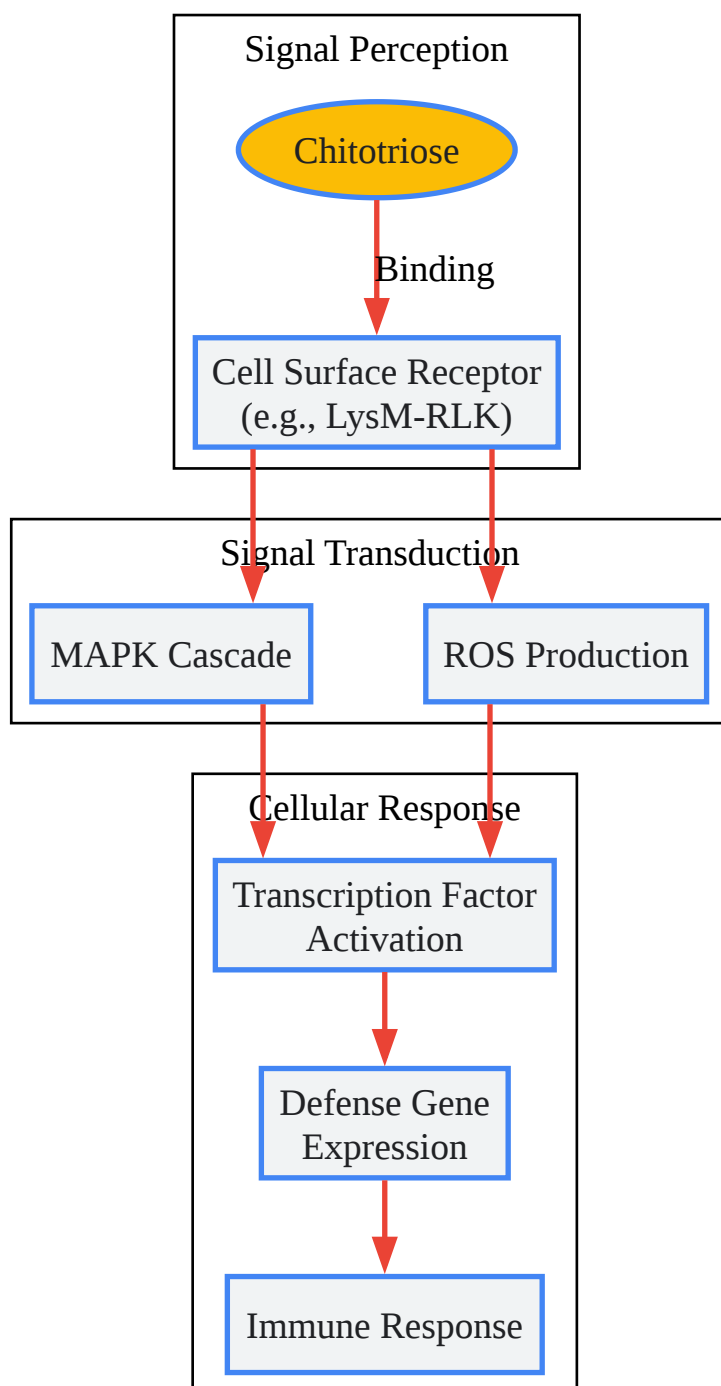 Signal Perception
Chitotriose
Binding
Cell Surface Receptor
(e.g., LysM-RLK)
Signal Transduction
MAPK Cascade
ROS Production
Cellular Response
Transcription Factor
Activation
Defense Gene
Expression
Immune Response